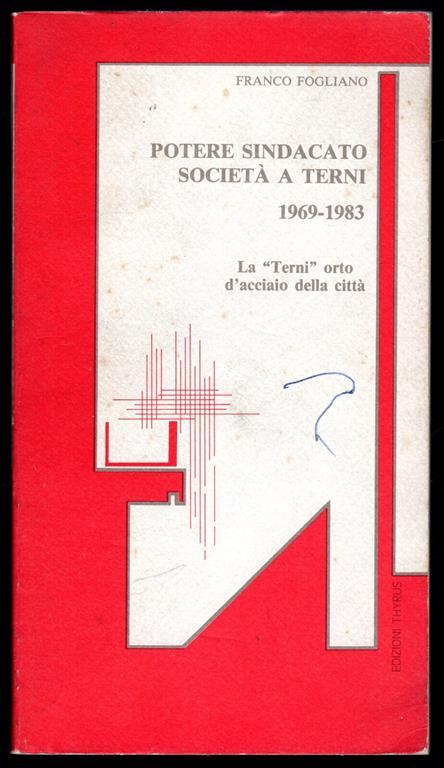 FRANCO FOGLIANO
POTERE SINDACATO
SOCIETÀ A TERNI
1969-1983
La “Terni” orto
d’acciaio della città
EDIZIONI THYRUS